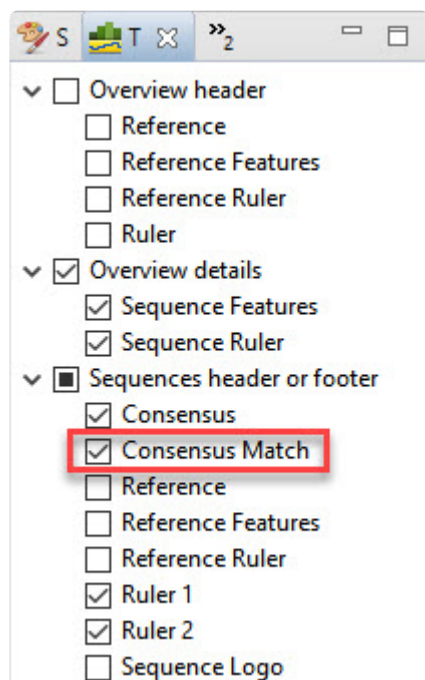 S T »2
Overview header
Reference
Reference Features
Reference Ruler
Ruler
Overview details
Sequence Features
Sequence Ruler
Sequences header or footer
Consensus
Consensus Match
Reference
Reference Features
Reference Ruler
Ruler 1
Ruler 2
Sequence Logo